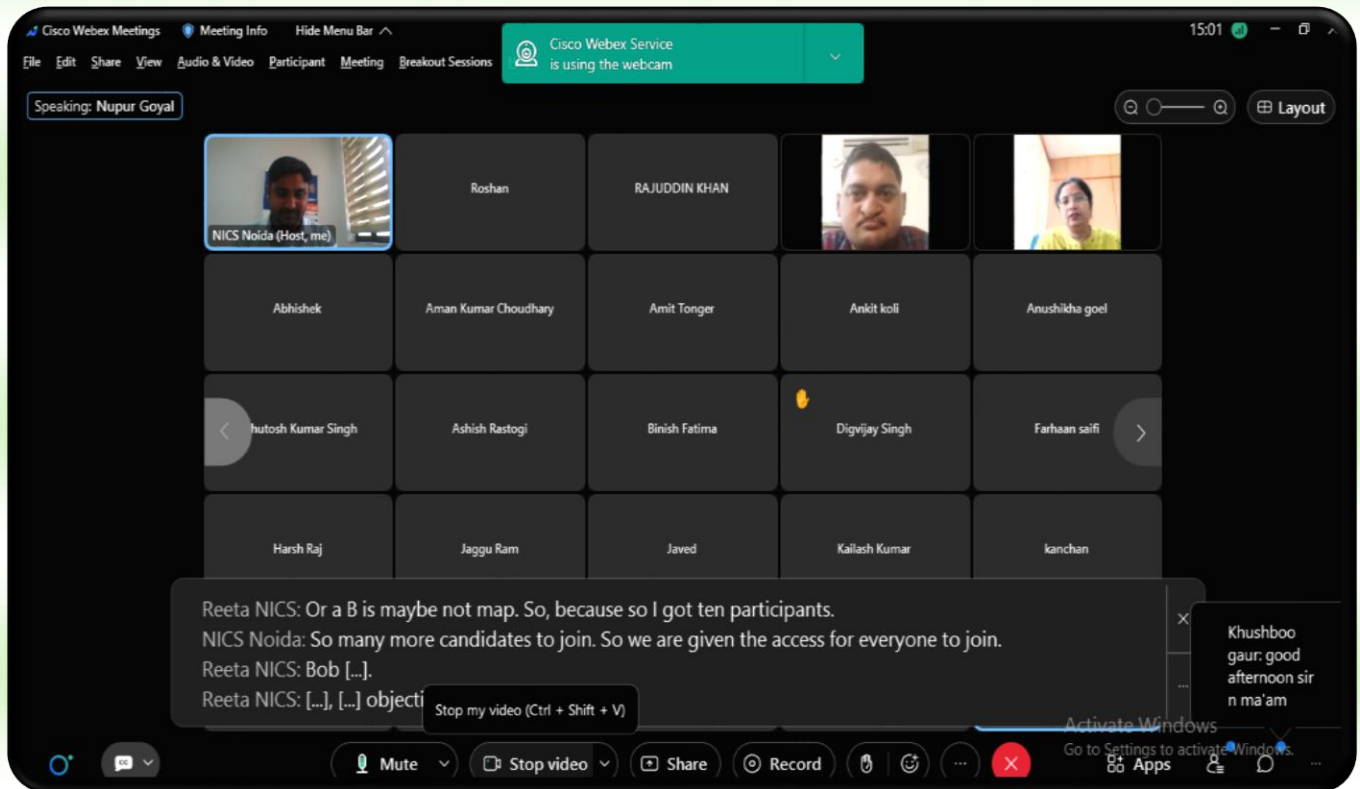 Cisco Webex Meetings Meeting Info Hide Menu Bar 15:01
File Edit Share View Audio & Video Participant Meeting Breakout Sessions
Cisco Webex Service
is using the webcam
Speaking: Nupur Goyal
Layout
NICS Noida (Host, me)
Roshan
RAJUDDIN KHAN
Abhishek
Aman Kumar Choudhary
Amit Tonger
Ankit koli
Anushikha goel
hutosh Kumar Singh
Ashish Rastogi
Binish Fatima
Digvijay Singh
Farhaan saifi
Harsh Raj
Jaggu Ram
Javed
Kailash Kumar
kanchan
Reeta NICS: Or a B is maybe not map. So, because so I got ten participants.
NICS Noida: So many more candidates to join. So we are given the access for everyone to join.
Reeta NICS: Bob [...].
Reeta NICS: [...], [...] objecti
Stop my video (Ctrl + Shift + V)
Khushboo
gaur: good
afternoon sir
n ma'am
Activate Windows
Go to Settings to activate Windows.
CC Mute Stop video Share Record Apps